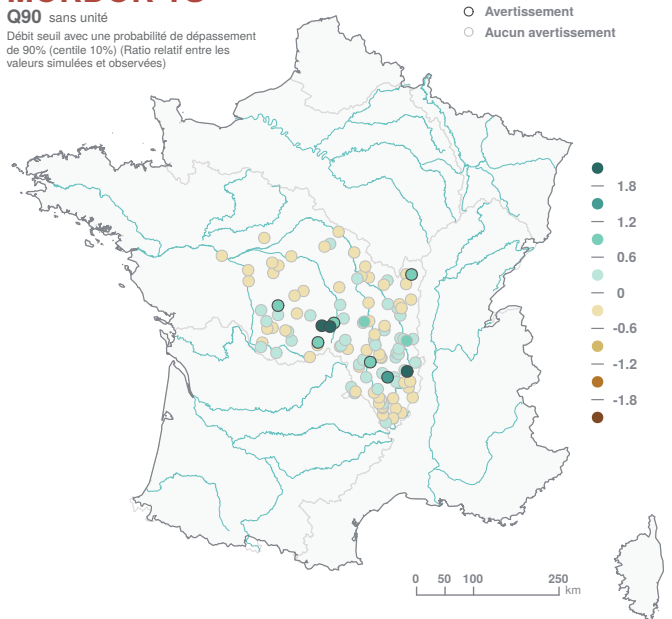 Q90 sans unité
Débit seuil avec une probabilité de dépassement
de 90% (centile 10%) (Ratio relatif entre les
valeurs simulées et observées)
Avertissement
Aucun avertissement
1.8
1.2
0.6
0
-0.6
-1.2
-1.8
0 50 100 250
km